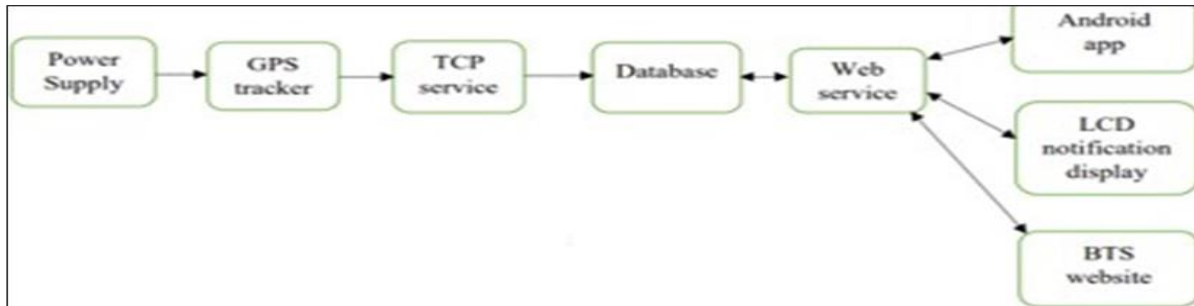 Power
Supply
GPS
tracker
TCP
service
Database
Web
service
Android
app
LCD
notification
display
BTS
website